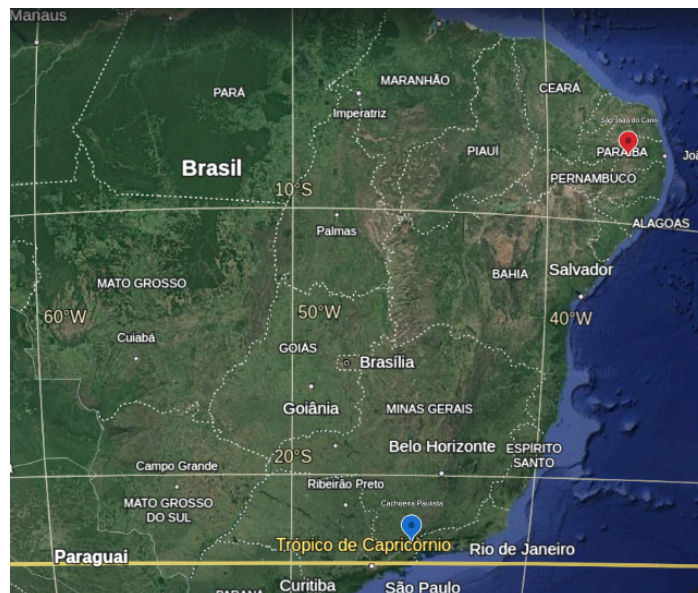 Manaus
MARANHÃO
CEARÁ
PARÁ
Imperatriz
São João do Cariri
PIAUÍ
PARAÍBA
Joã
Brasil
PERNAMBUCO
10°S
Palmas
ALAGOAS
MATO GROSSO
BAHIA
Salvador
60°W
50°W
40°W
Cuiabá
GOIÁS
Brasília
Goiânia
MINAS GERAIS
Belo Horizonte
ESPÍRITO
SANTO
20°S
Campo Grande
Ribeirão Preto
MATO GROSSO
DO SUL
Cachoeira Paulista
Trópico de Capricórnio
Rio de Janeiro
Paraguai
Curitiba
São Paulo
PARANÁ